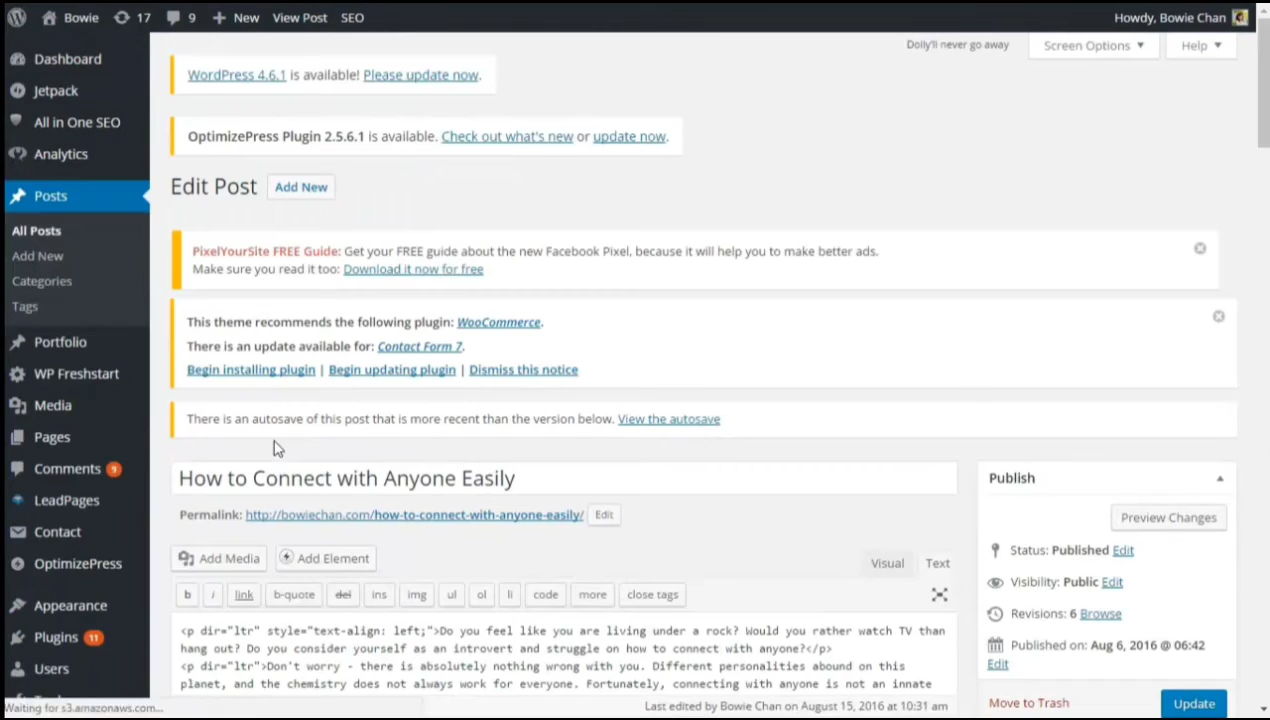 Bowie 17 9 New View Post SEO Howdy, Bowie Chan
Dolly'll never go away Screen Options Help
Dashboard
Jetpack
All in One SEO
Analytics
Posts
All Posts
Add New
Categories
Tags
Portfolio
WP Freshstart
Media
Pages
Comments 9
LeadPages
Contact
OptimizePress
Appearance
Plugins 11
Users
WordPress 4.6.1 is available! Please update now.
OptimizePress Plugin 2.5.6.1 is available. Check out what's new or update now.
Edit Post Add New
PixelYourSite FREE Guide: Get your FREE guide about the new Facebook Pixel, because it will help you to make better ads.
Make sure you read it too: Download it now for free
This theme recommends the following plugin: WooCommerce.
There is an update available for: Contact Form 7.
Begin installing plugin | Begin updating plugin | Dismiss this notice
There is an autosave of this post that is more recent than the version below. View the autosave
How to Connect with Anyone Easily
Permalink: http://bowiechan.com/how-to-connect-with-anyone-easily/ Edit
Add Media Add Element Visual Text
b i link b-quote del ins img ul ol li code more close tags
<p dir="ltr" style="text-align: left;">Do you feel like you are living under a rock? Would you rather watch TV than
hang out? Do you consider yourself as an introvert and struggle on how to connect with anyone?</p>
<p dir="ltr">Don't worry - there is absolutely nothing wrong with you. Different personalities abound on this
planet, and the chemistry does not always work for everyone. Fortunately, connecting with anyone is not an innate
Last edited by Bowie Chan on August 15, 2016 at 10:31 am
Publish
Preview Changes
Status: Published Edit
Visibility: Public Edit
Revisions: 6 Browse
Published on: Aug 6, 2016 @ 06:42
Edit
Move to Trash Update
Waiting for s3.amazonaws.com...